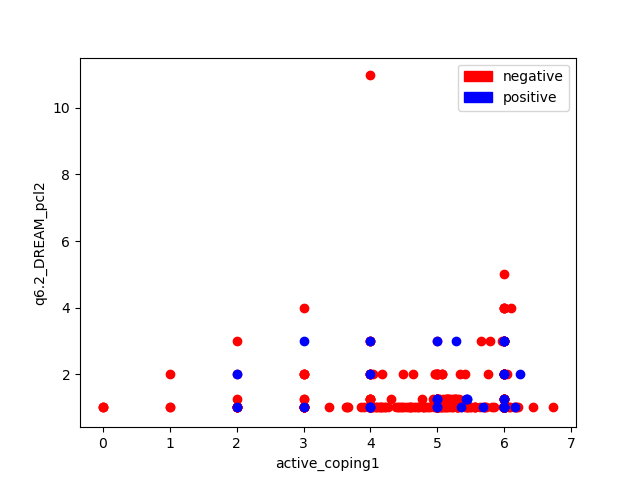 negative
positive
10
8
6
4
2
q6.2_DREAM_pcl2
0 1 2 3 4 5 6 7
active_coping1